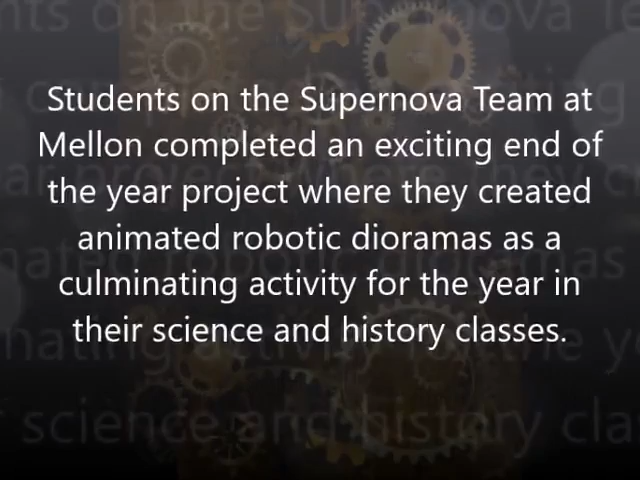 Students on the Supernova Team at
Mellon completed an exciting end of
the year project where they created
animated robotic dioramas as a
culminating activity for the year in
their science and history classes.